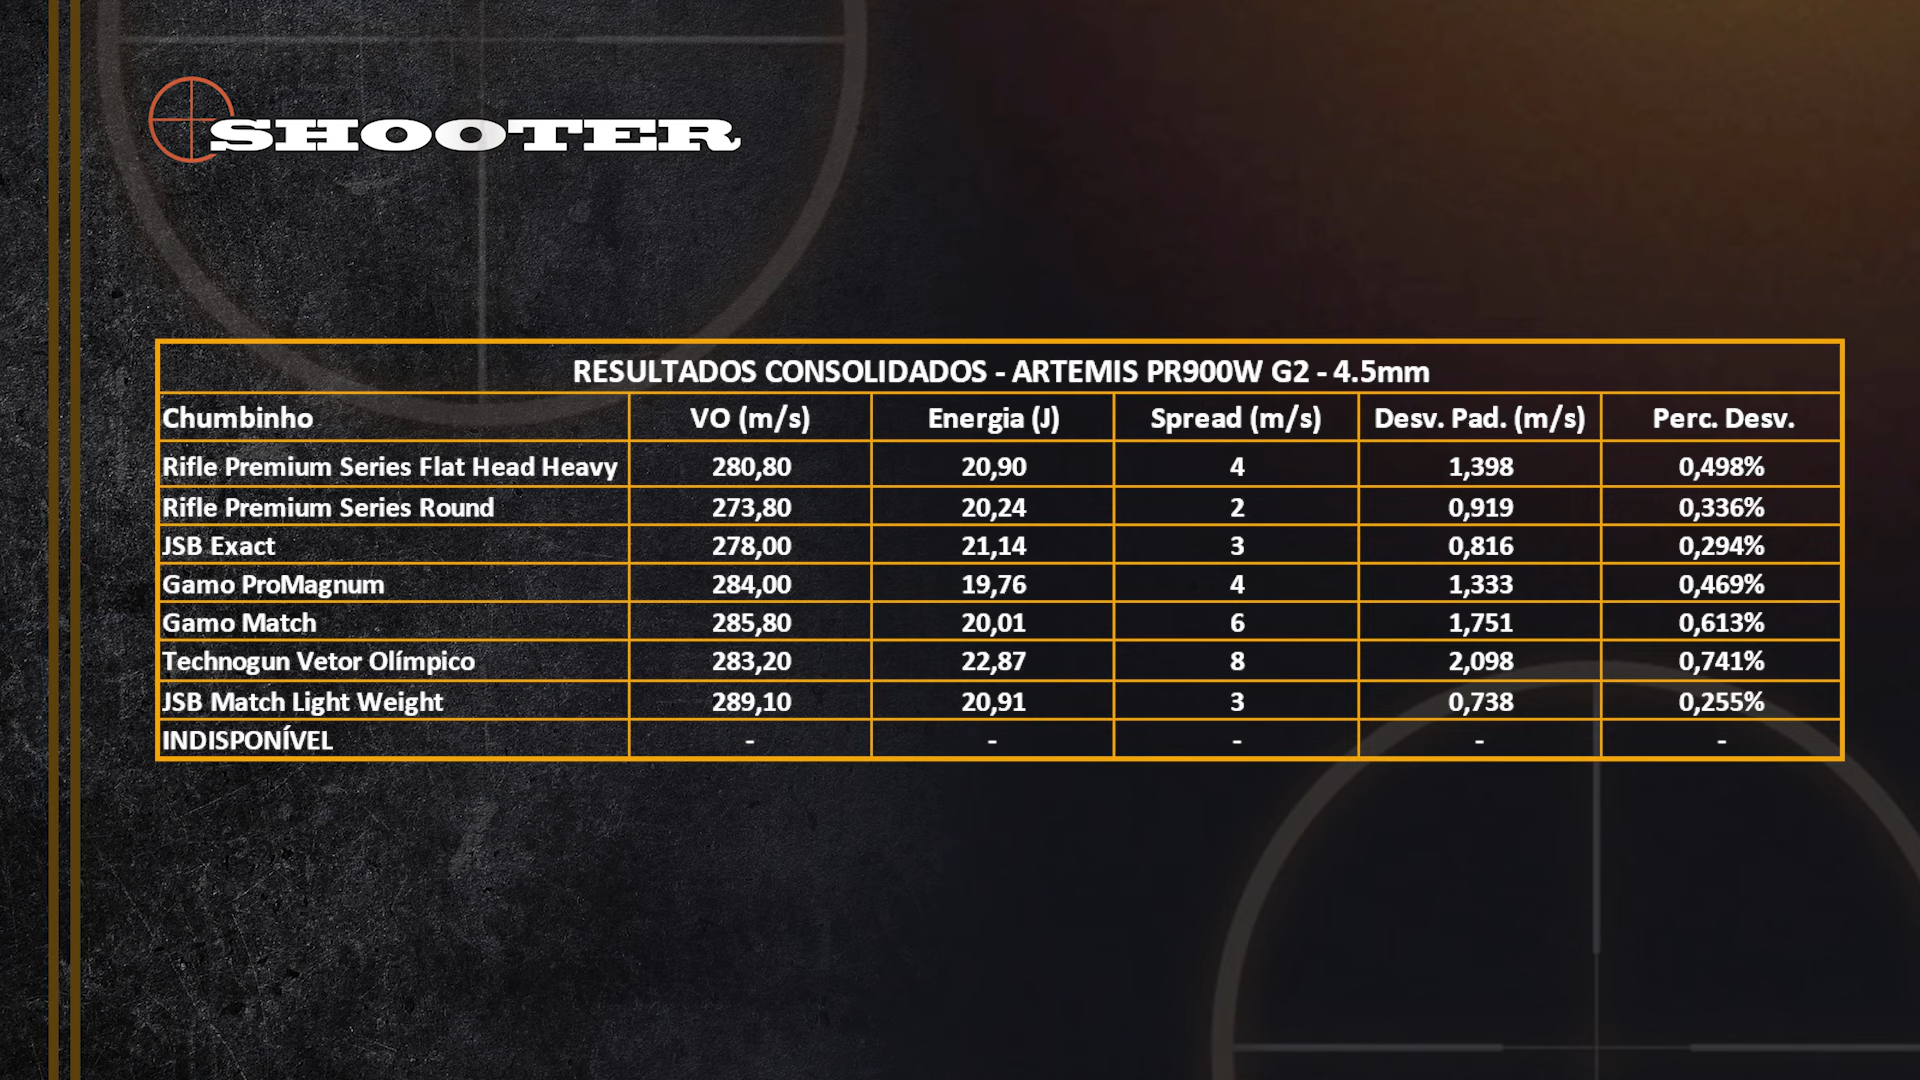 SHOOTER
RESULTADOS CONSOLIDADOS - ARTEMIS PR900W G2 - 4.5mm
Chumbinho VO (m/s) Energia (J) Spread (m/s) Desv. Pad. (m/s) Perc. Desv.
Rifle Premium Series Flat Head Heavy 280,80 20,90 4 1,398 0,498%
Rifle Premium Series Round 273,80 20,24 2 0,919 0,336%
JSB Exact 278,00 21,14 3 0,816 0,294%
Gamo ProMagnum 284,00 19,76 4 1,333 0,469%
Gamo Match 285,80 20,01 6 1,751 0,613%
Technogun Vetor Olímpico 283,20 22,87 8 2,098 0,741%
JSB Match Light Weight 289,10 20,91 3 0,738 0,255%
INDISPONÍVEL - - - - -